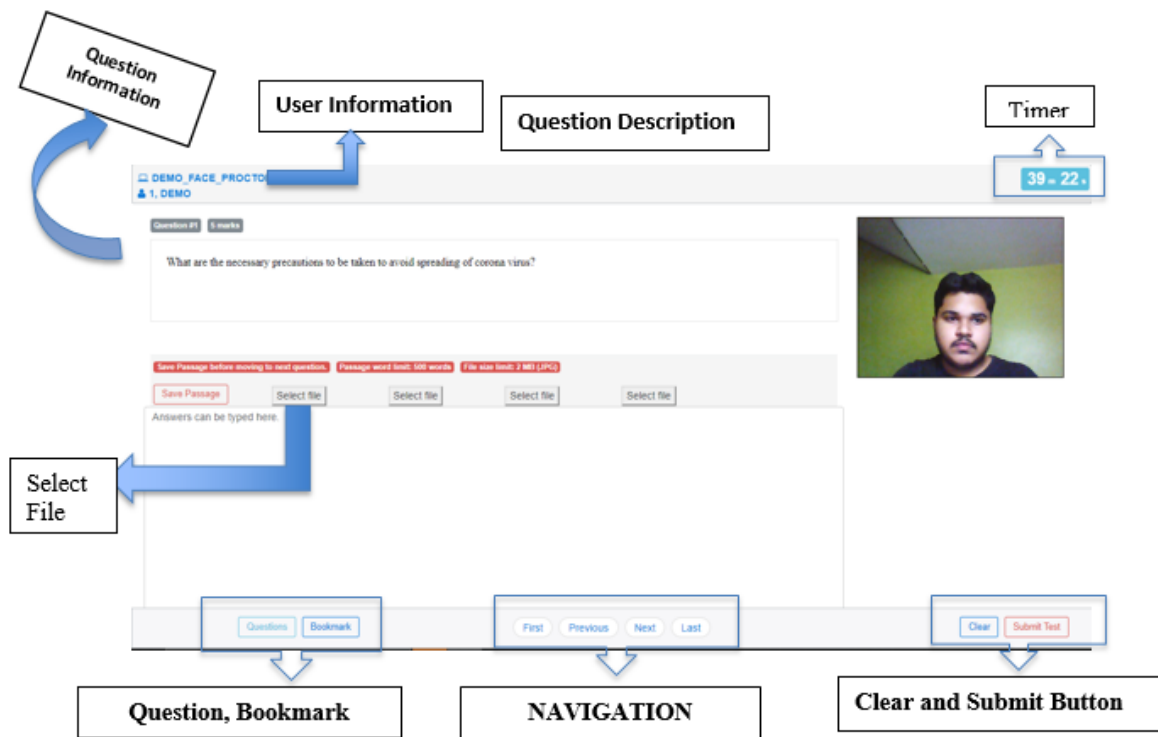 Question
Information
User Information
Question Description
Timer
DEMO_FACE_PROCTO
1, DEMO
39 m 22 s
Question #1 5 marks
What are the necessary precautions to be taken to avoid spreading of corona virus?
Save Passage before moving to next question. Passage word limit: 500 words File size limit: 2 MB (JPG)
Save Passage Select file Select file Select file Select file
Answers can be typed here.
Select
File
Questions Bookmark First Previous Next Last Clear Submit Test
Question, Bookmark NAVIGATION Clear and Submit Button